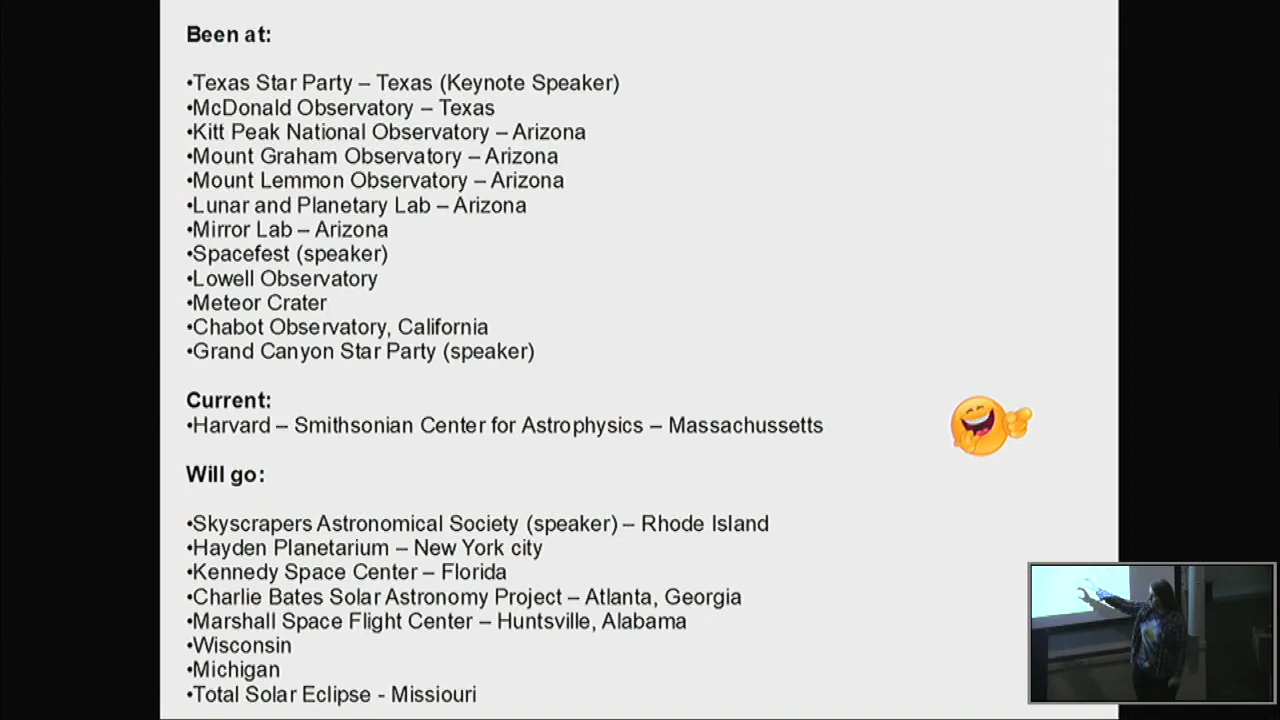 Been at:
•Texas Star Party – Texas (Keynote Speaker)
•McDonald Observatory – Texas
•Kitt Peak National Observatory – Arizona
•Mount Graham Observatory – Arizona
•Mount Lemmon Observatory – Arizona
•Lunar and Planetary Lab – Arizona
•Mirror Lab – Arizona
•Spacefest (speaker)
•Lowell Observatory
•Meteor Crater
•Chabot Observatory, California
•Grand Canyon Star Party (speaker)
Current:
•Harvard – Smithsonian Center for Astrophysics – Massachussetts
Will go:
•Skyscrapers Astronomical Society (speaker) – Rhode Island
•Hayden Planetarium – New York city
•Kennedy Space Center – Florida
•Charlie Bates Solar Astronomy Project – Atlanta, Georgia
•Marshall Space Flight Center – Huntsville, Alabama
•Wisconsin
•Michigan
•Total Solar Eclipse - Missiouri